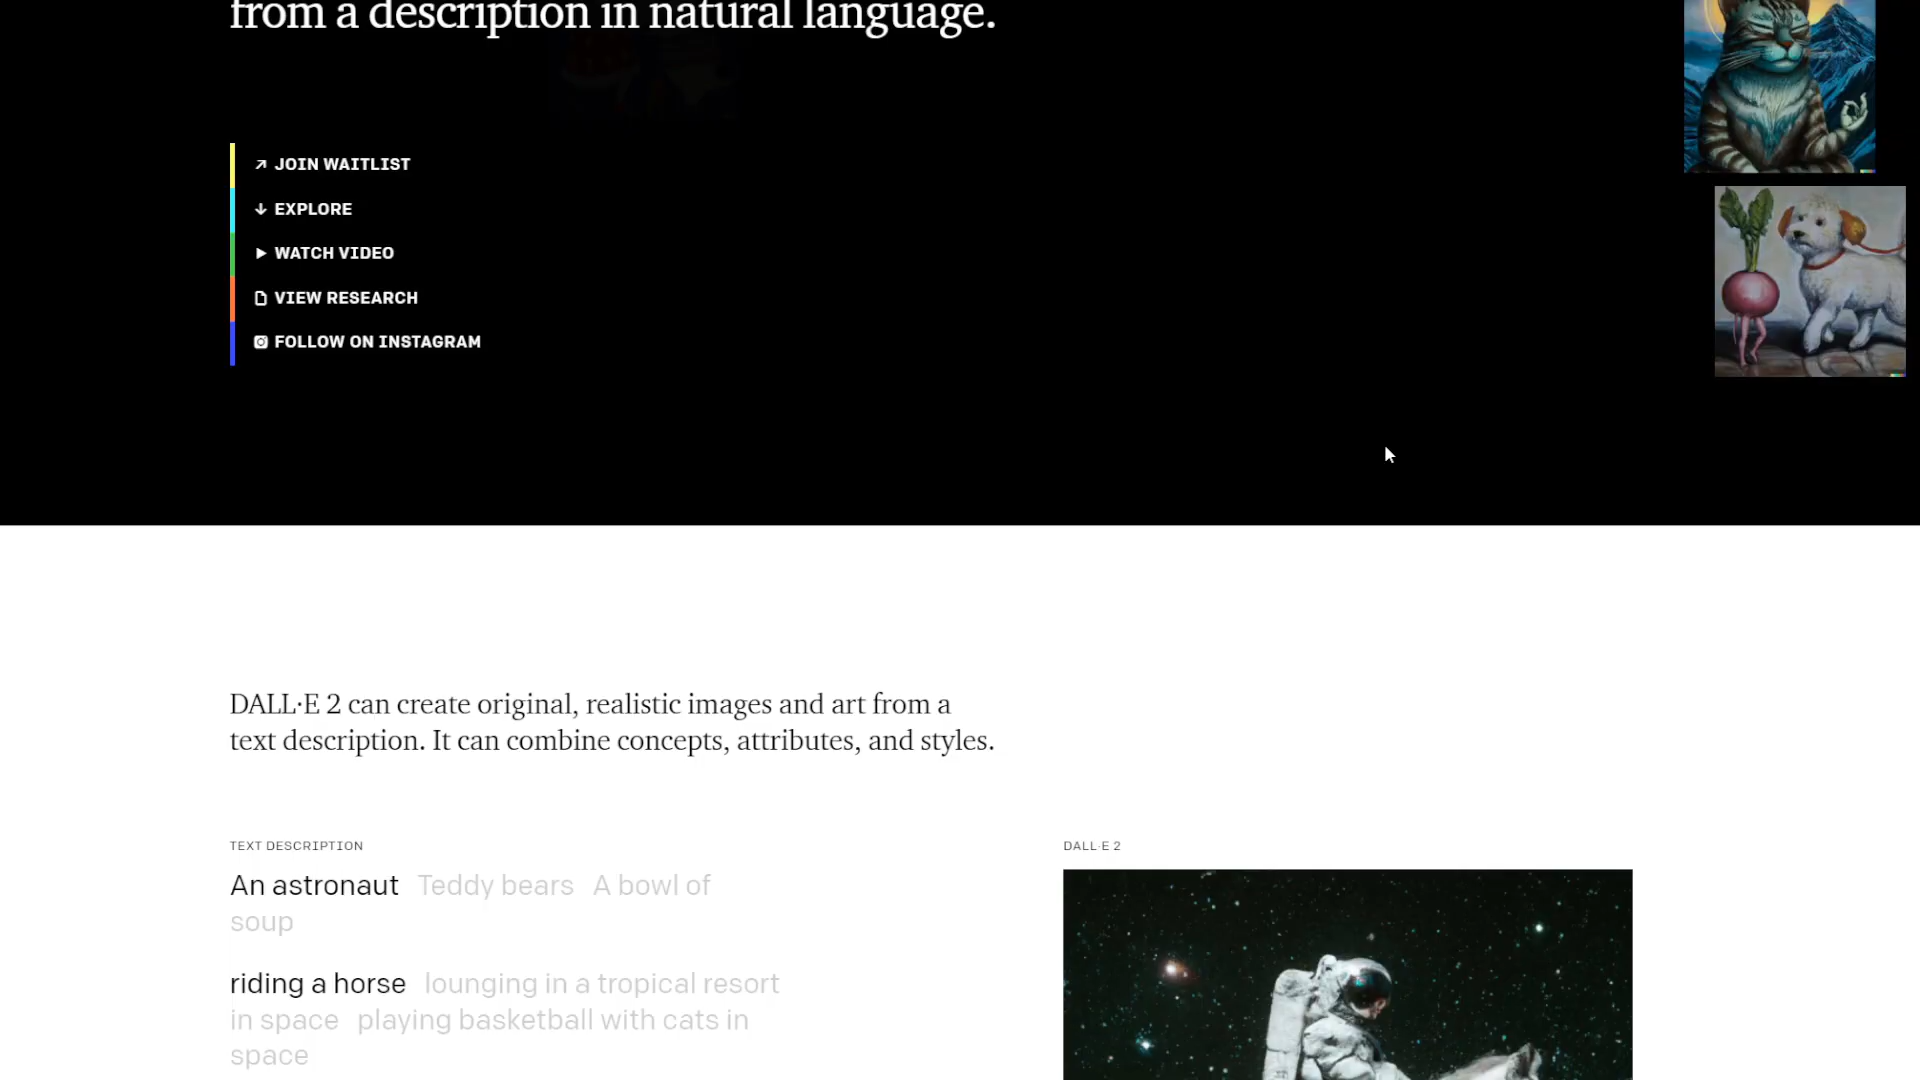 from a description in natural language.
JOIN WAITLIST
EXPLORE
WATCH VIDEO
VIEW RESEARCH
FOLLOW ON INSTAGRAM
DALL·E 2 can create original, realistic images and art from a
text description. It can combine concepts, attributes, and styles.
TEXT DESCRIPTION
An astronaut Teddy bears A bowl of
soup
riding a horse lounging in a tropical resort
in space playing basketball with cats in
space
DALL·E 2